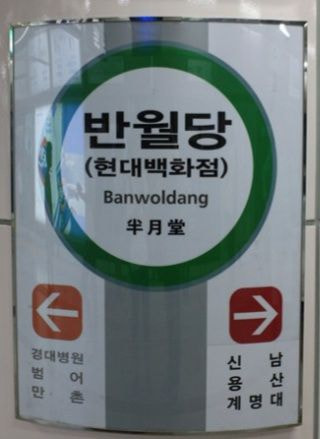 반월당
(현대백화점)
Banwoldang
半月堂
경대병원
범 어
만 촌
신 남
용 산
계 명 대